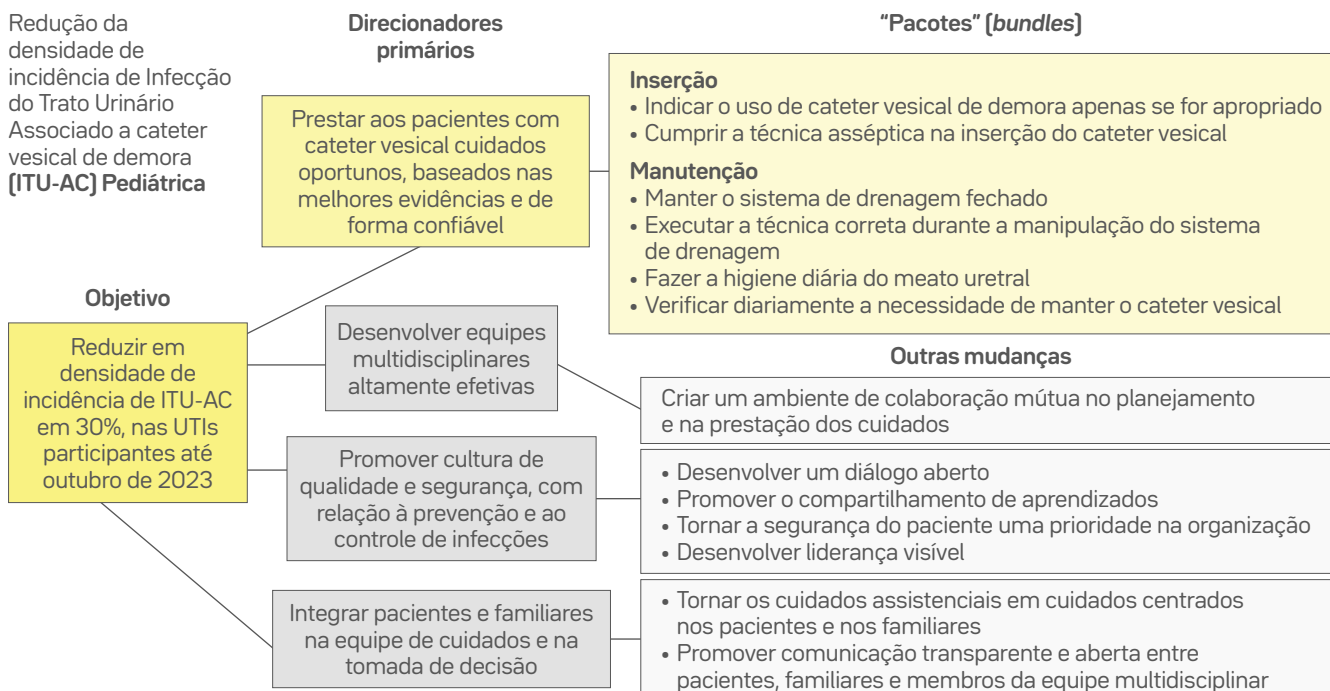 Redução da
densidade de
incidência de Infecção
do Trato Urinário
Associado a cateter
vesical de demora
(ITU-AC) Pediátrica
Direcionadores
primários
“Pacotes” (bundles)
Prestar aos pacientes com
cateter vesical cuidados
oportunos, baseados nas
melhores evidências e de
forma confiável
Inserção
• Indicar o uso de cateter vesical de demora apenas se for apropriado
• Cumprir a técnica asséptica na inserção do cateter vesical
Manutenção
• Manter o sistema de drenagem fechado
• Executar a técnica correta durante a manipulação do sistema
de drenagem
• Fazer a higiene diária do meato uretral
• Verificar diariamente a necessidade de manter o cateter vesical
Objetivo
Reduzir em
densidade de
incidência de ITU-AC
em 30%, nas UTIs
participantes até
outubro de 2023
Desenvolver equipes
multidisciplinares
altamente efetivas
Outras mudanças
Criar um ambiente de colaboração mútua no planejamento
e na prestação dos cuidados
Promover cultura de
qualidade e segurança, com
relação à prevenção e ao
controle de infecções
• Desenvolver um diálogo aberto
• Promover o compartilhamento de aprendizados
• Tornar a segurança do paciente uma prioridade na organização
• Desenvolver liderança visível
Integrar pacientes e familiares
na equipe de cuidados e na
tomada de decisão
• Tornar os cuidados assistenciais em cuidados centrados
nos pacientes e nos familiares
• Promover comunicação transparente e aberta entre
pacientes, familiares e membros da equipe multidisciplinar